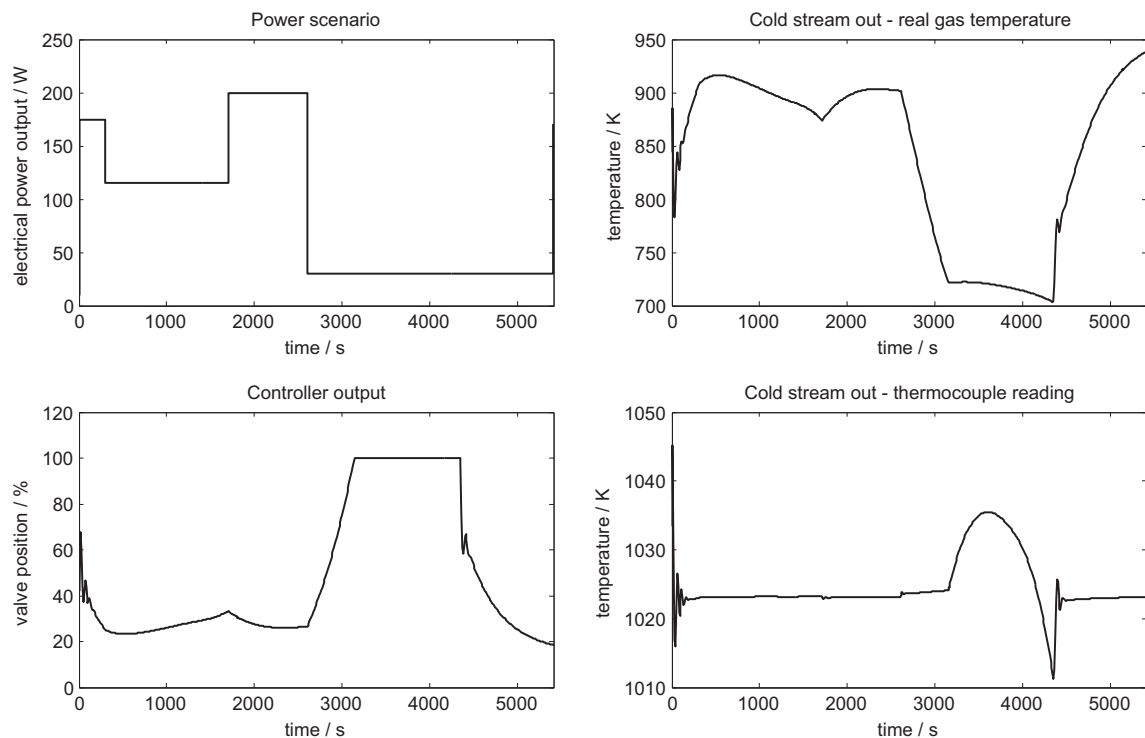 Power scenario
electrical power output / W
250
200
150
100
50
0
0 1000 2000 3000 4000 5000
time / s
Cold stream out - real gas temperature
temperature / K
950
900
850
800
750
700
0 1000 2000 3000 4000 5000
time / s
Controller output
valve position / %
120
100
80
60
40
20
0
0 1000 2000 3000 4000 5000
time / s
Cold stream out - thermocouple reading
temperature / K
1050
1040
1030
1020
1010
0 1000 2000 3000 4000 5000
time / s